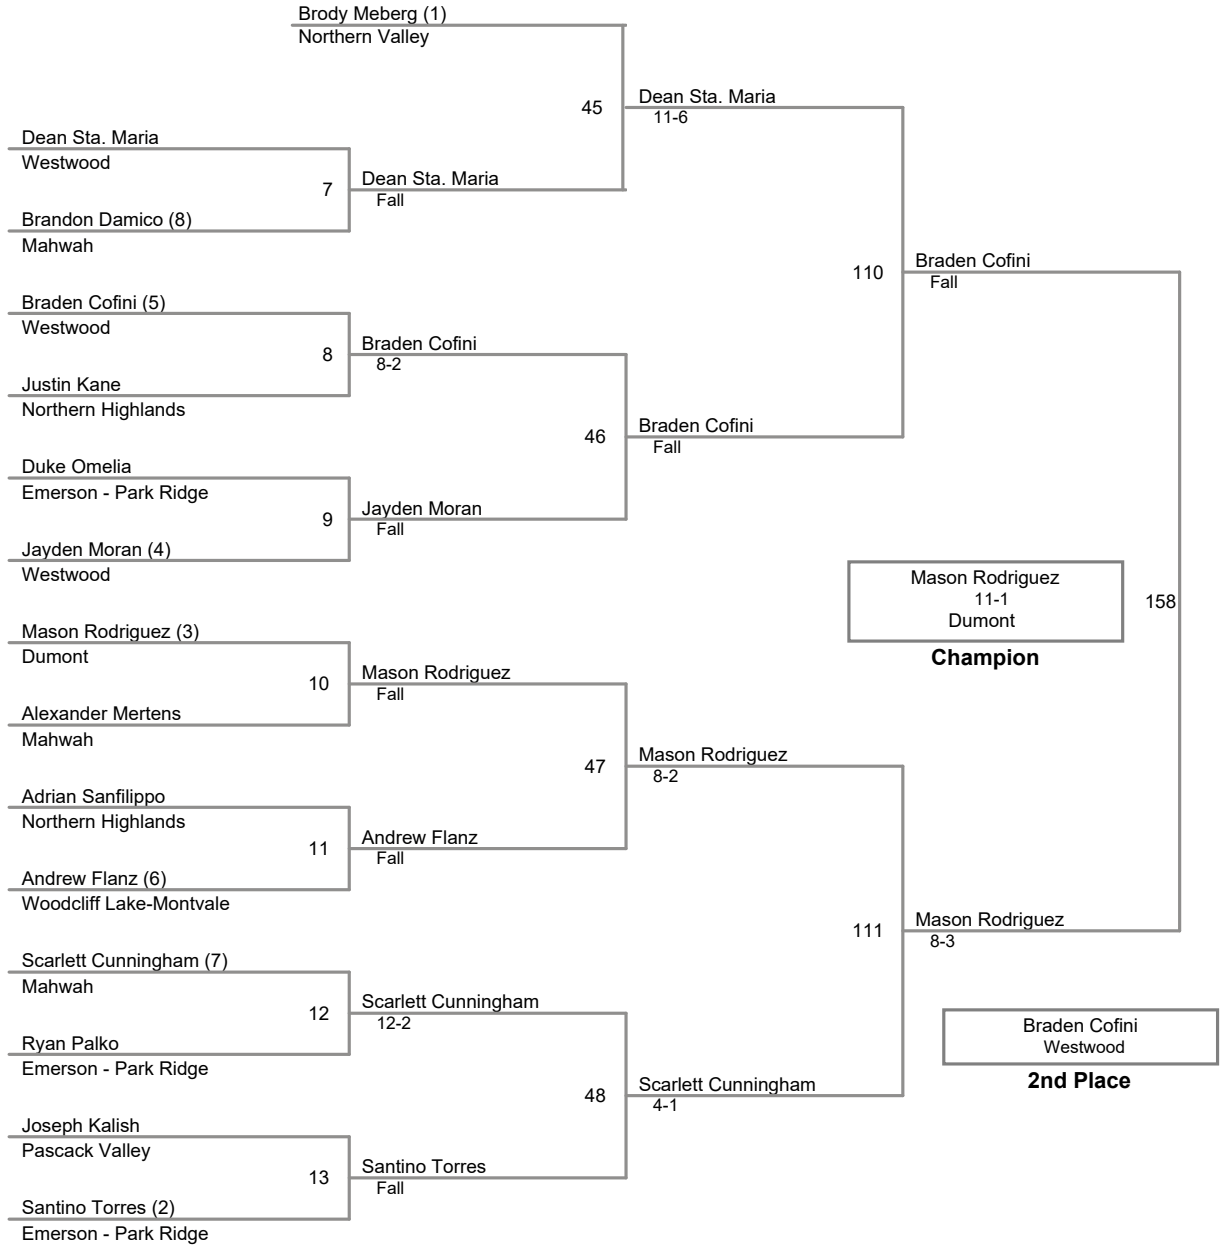 Brody Meberg (1)
Northern Valley
45
Dean Sta. Maria
11-6
Dean Sta. Maria
Westwood
7
Dean Sta. Maria
Fall
Brandon Damico (8)
Mahwah
110
Braden Cofini
Fall
Braden Cofini (5)
Westwood
8
Braden Cofini
8-2
Justin Kane
Northern Highlands
46
Braden Cofini
Fall
Duke Omelia
Emerson - Park Ridge
9
Jayden Moran
Fall
Jayden Moran (4)
Westwood
Mason Rodriguez
11-1
Dumont
Champion
158
Mason Rodriguez (3)
Dumont
10
Mason Rodriguez
Fall
Alexander Mertens
Mahwah
47
Mason Rodriguez
8-2
Adrian Sanfilippo
Northern Highlands
11
Andrew Flanz
Fall
Andrew Flanz (6)
Woodcliff Lake-Montvale
111
Mason Rodriguez
8-3
Scarlett Cunningham (7)
Mahwah
12
Scarlett Cunningham
12-2
Ryan Palko
Emerson - Park Ridge
Braden Cofini
Westwood
2nd Place
48
Scarlett Cunningham
4-1
Joseph Kalish
Pascack Valley
13
Santino Torres
Fall
Santino Torres (2)
Emerson - Park Ridge